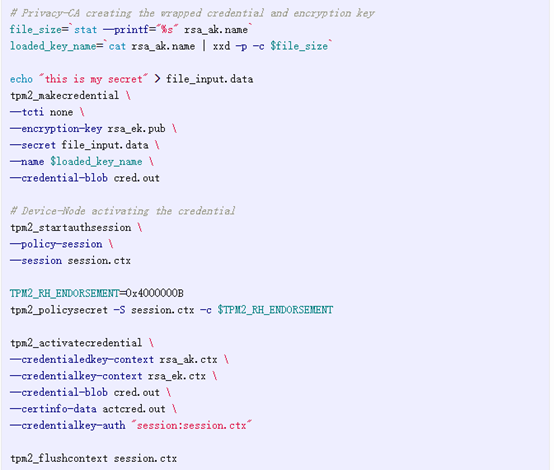 # Privacy-CA creating the wrapped credential and encryption key
file_size=`stat --printf="%s" rsa_ak.name`
loaded_key_name=`cat rsa_ak.name | xxd -p -c $file_size`
echo "this is my secret" > file_input.data
tpm2_makecredential \
--tcti none \
--encryption-key rsa_ek.pub \
--secret file_input.data \
--name $loaded_key_name \
--credential-blob cred.out
# Device-Node activating the credential
tpm2_startauthsession \
--policy-session \
--session session.ctx
TPM2_RH_ENDORSEMENT=0x4000000B
tpm2_policysecret -S session.ctx -c $TPM2_RH_ENDORSEMENT
tpm2_activatecredential \
--credentialedkey-context rsa_ak.ctx \
--credentialkey-context rsa_ek.ctx \
--credential-blob cred.out \
--certinfo-data actcred.out \
--credentialkey-auth "session:session.ctx"
tpm2_flushcontext session.ctx